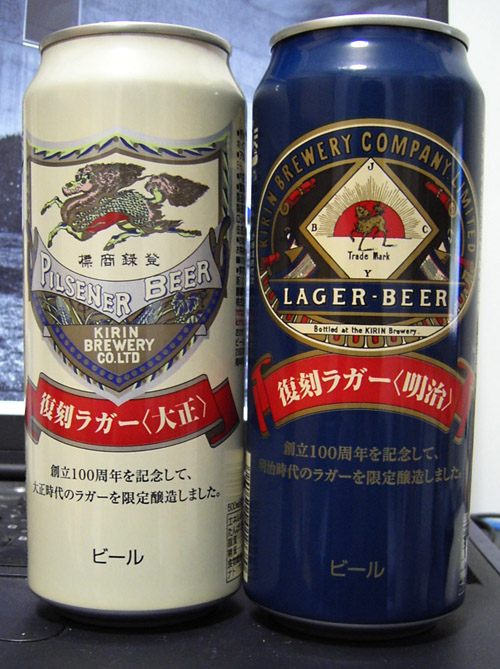 標商録登
PILSENER BEER
KIRIN
BREWERY
CO.LTD
復刻ラガー〈大正〉
創立100周年を記念して、
大正時代のラガーを限定醸造しました。
ビール
KIRIN BREWERY COMPANY LIMITED
J
B C
Trade Mark
Y
LAGER-BEER
Bottled at the KIRIN Brewery.
復刻ラガー〈明治〉
創立100周年を記念して、
明治時代のラガーを限定醸造しました。
ビール